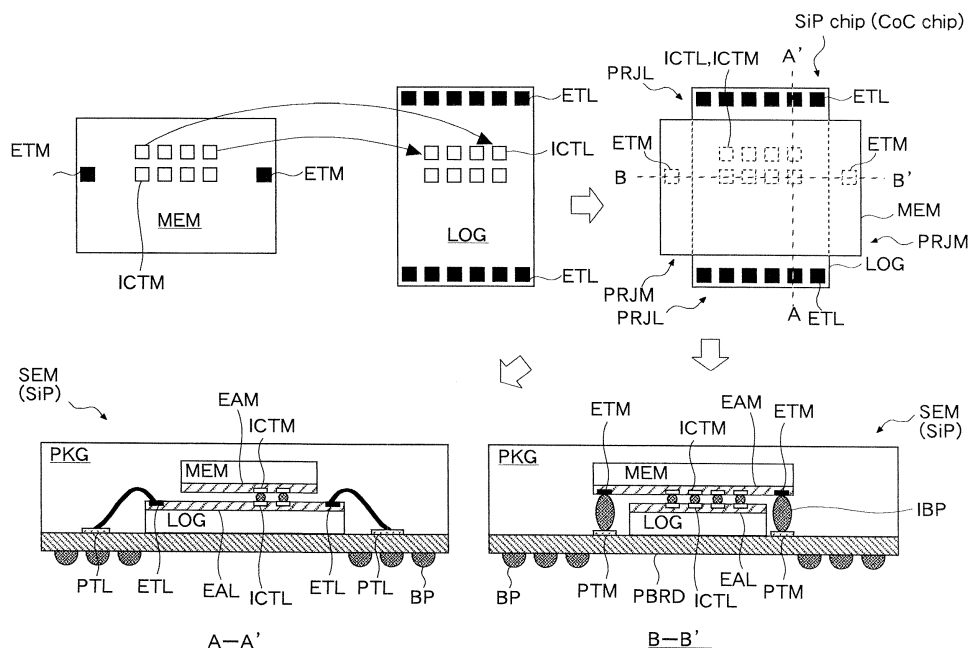 SiP chip (CoC chip)
A'
ICTL,ICTM
PRJL
ETL
ETL
ETM
ETM
ICTL
ETM
ETM
B
B'
MEM
MEM
LOG
PRJM
ICTM
ETL
LOG
PRJM
PRJL
A
ETL
SEM
(SiP)
EAM
ICTM
ETM
ICTM
EAM
ETM
SEM
(SiP)
PKG
MEM
LOG
PKG
MEM
LOG
IBP
PTL
ETL
EAL
ICTL
ETL
PTL
BP
BP
PTM
PBRD
ICTL
EAL
PTM
A—A'
B—B'